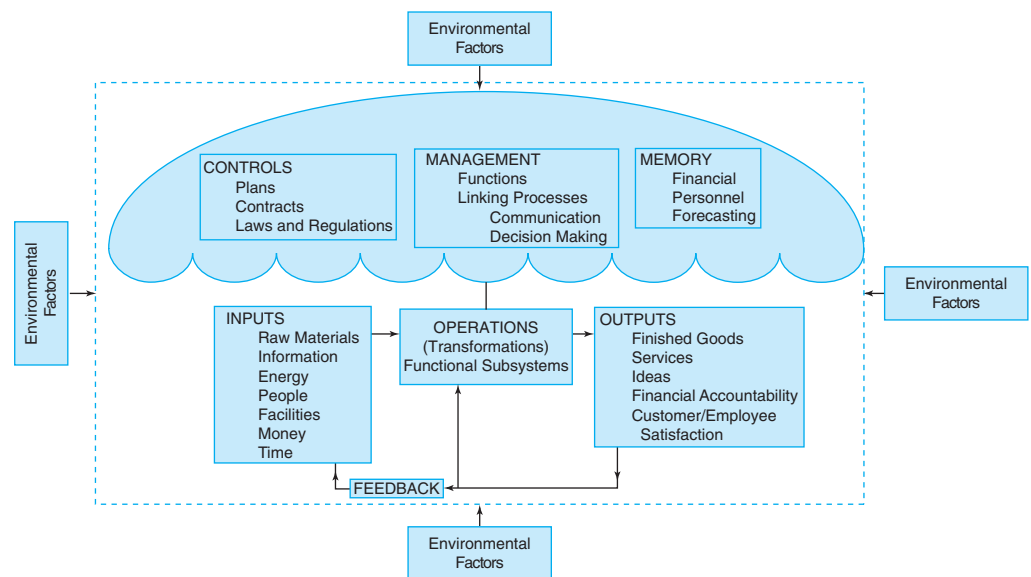 Environmental
Factors
CONTROLS
Plans
Contracts
Laws and Regulations
MANAGEMENT
Functions
Linking Processes
Communication
Decision Making
MEMORY
Financial
Personnel
Forecasting
Environmental
Factors
Environmental
Factors
INPUTS
Raw Materials
Information
Energy
People
Facilities
Money
Time
OPERATIONS
(Transformations)
Functional Subsystems
OUTPUTS
Finished Goods
Services
Ideas
Financial Accountability
Customer/Employee
Satisfaction
FEEDBACK
Environmental
Factors